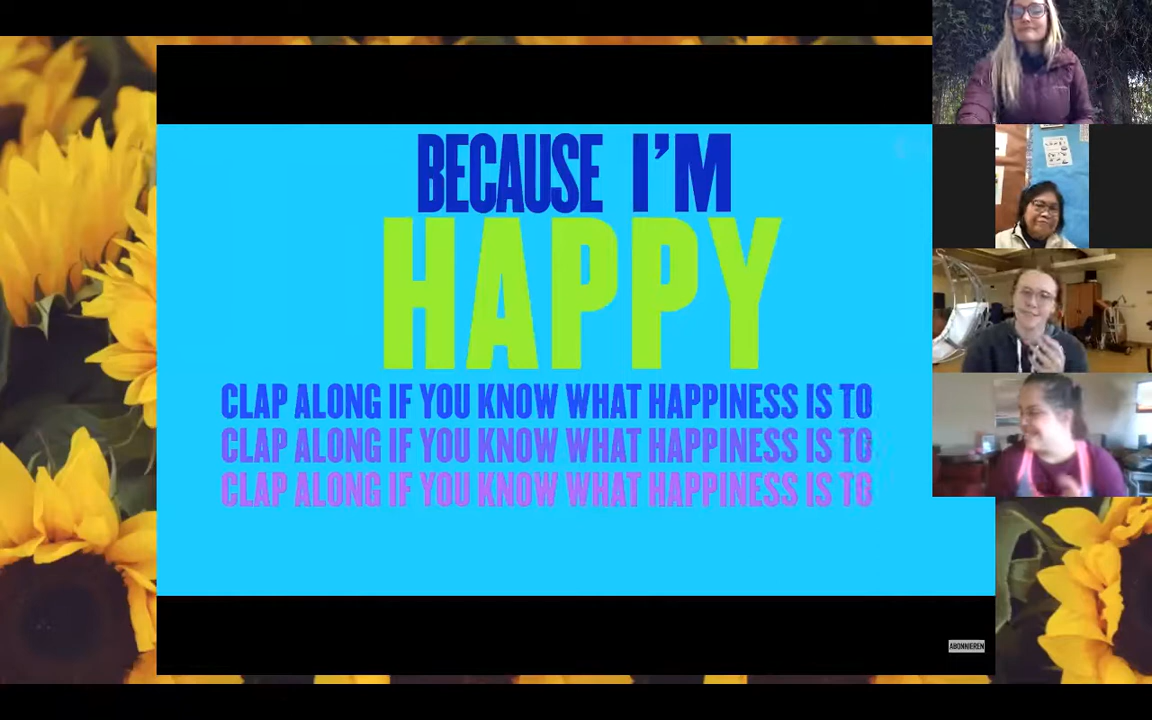 BECAUSE I'M
HAPPY
CLAP ALONG IF YOU KNOW WHAT HAPPINESS IS TO
CLAP ALONG IF YOU KNOW WHAT HAPPINESS IS TO
CLAP ALONG IF YOU KNOW WHAT HAPPINESS IS TO
ABONNIEREN